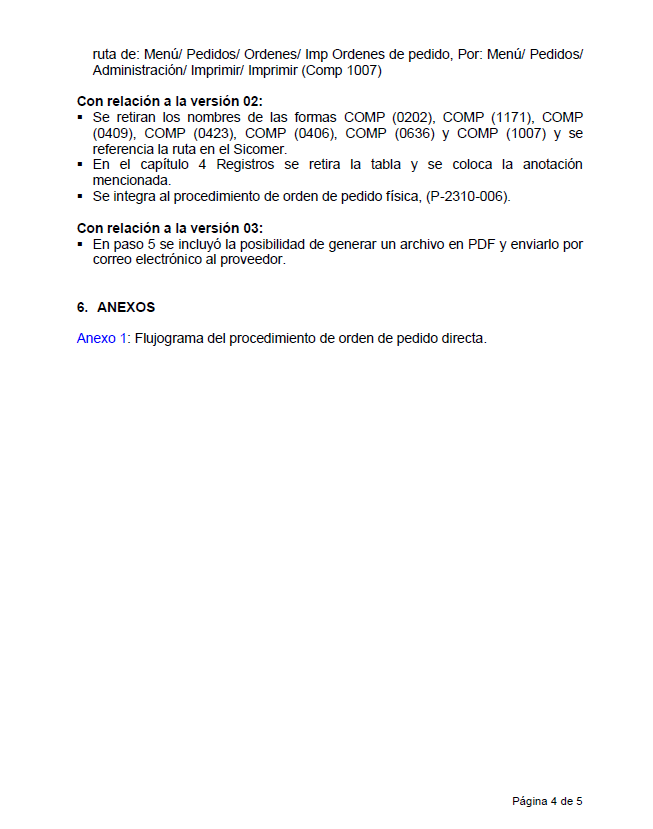 ruta de: Menú/ Pedidos/ Ordenes/ Imp Ordenes de pedido, Por: Menú/ Pedidos/
Administración/ Imprimir/ Imprimir (Comp 1007)
Con relación a la versión 02:
▪ Se retiran los nombres de las formas COMP (0202), COMP (1171), COMP
(0409), COMP (0423), COMP (0406), COMP (0636) y COMP (1007) y se
referencia la ruta en el Sicomer.
▪ En el capítulo 4 Registros se retira la tabla y se coloca la anotación
mencionada.
▪ Se integra al procedimiento de orden de pedido física, (P-2310-006).
Con relación a la versión 03:
▪ En paso 5 se incluyó la posibilidad de generar un archivo en PDF y enviarlo por
correo electrónico al proveedor.
6. ANEXOS
Anexo 1: Flujograma del procedimiento de orden de pedido directa.
Página 4 de 5